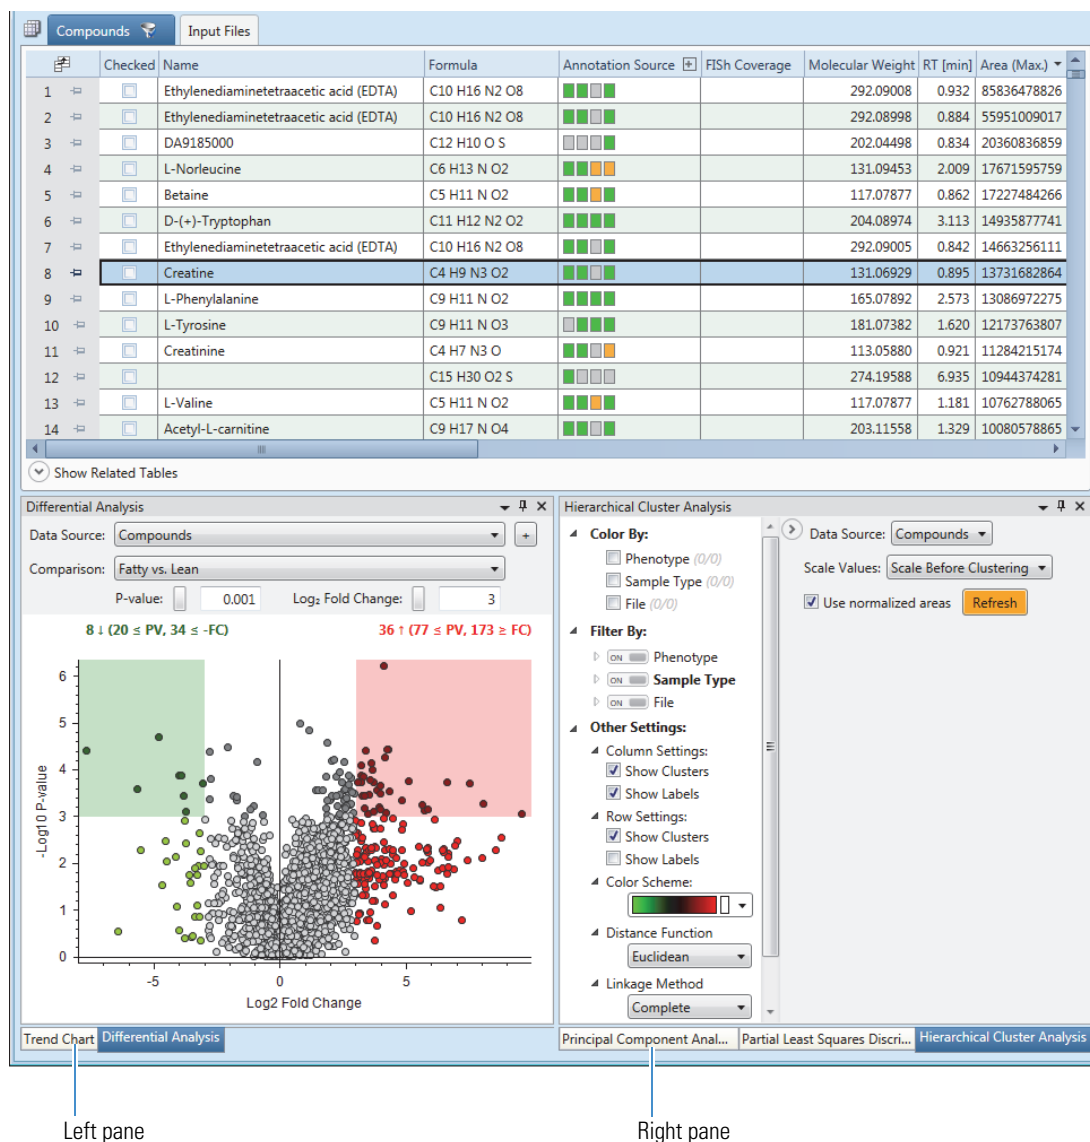 Compounds Input Files
Checked Name Formula Annotation Source FISh Coverage Molecular Weight RT [min] Area (Max.)
1 Ethylenediaminetetraacetic acid (EDTA) C10 H16 N2 O8 292.09008 0.932 85836478826
2 Ethylenediaminetetraacetic acid (EDTA) C10 H16 N2 O8 292.08998 0.884 55951009017
3 DA9185000 C12 H10 O S 202.04498 0.834 20360836859
4 L-Norleucine C6 H13 N O2 131.09453 2.009 17671595759
5 Betaine C5 H11 N O2 117.07877 0.862 17227484266
6 D-(+)-Tryptophan C11 H12 N2 O2 204.08974 3.113 14935877741
7 Ethylenediaminetetraacetic acid (EDTA) C10 H16 N2 O8 292.09005 0.842 14663256111
8 Creatine C4 H9 N3 O2 131.06929 0.895 13731682864
9 L-Phenylalanine C9 H11 N O2 165.07892 2.573 13086972275
10 L-Tyrosine C9 H11 N O3 181.07382 1.620 12173763807
11 Creatinine C4 H7 N3 O 113.05880 0.921 11284215174
12 C15 H30 O2 S 274.19588 6.935 10944374281
13 L-Valine C5 H11 N O2 117.07877 1.181 10762788065
14 Acetyl-L-carnitine C9 H17 N O4 203.11558 1.329 10080578865
Show Related Tables
Differential Analysis
Data Source: Compounds +
Comparison: Fatty vs. Lean
P-value: 0.001 Log₂ Fold Change: 3
8 ↓ (20 ≤ PV, 34 ≤ -FC) 36 ↑ (77 ≤ PV, 173 ≥ FC)
-Log10 P-value
6
5
4
3
2
1
0
-5 0 5
Log2 Fold Change
Trend Chart Differential Analysis
Hierarchical Cluster Analysis
Color By:
Phenotype (0/0)
Sample Type (0/0)
File (0/0)
Filter By:
ON Phenotype
ON Sample Type
ON File
Other Settings:
Column Settings:
Show Clusters
Show Labels
Row Settings:
Show Clusters
Show Labels
Color Scheme:
Distance Function
Euclidean
Linkage Method
Complete
Data Source: Compounds
Scale Values: Scale Before Clustering
Use normalized areas Refresh
Principal Component Anal... Partial Least Squares Discri... Hierarchical Cluster Analysis
Left pane Right pane